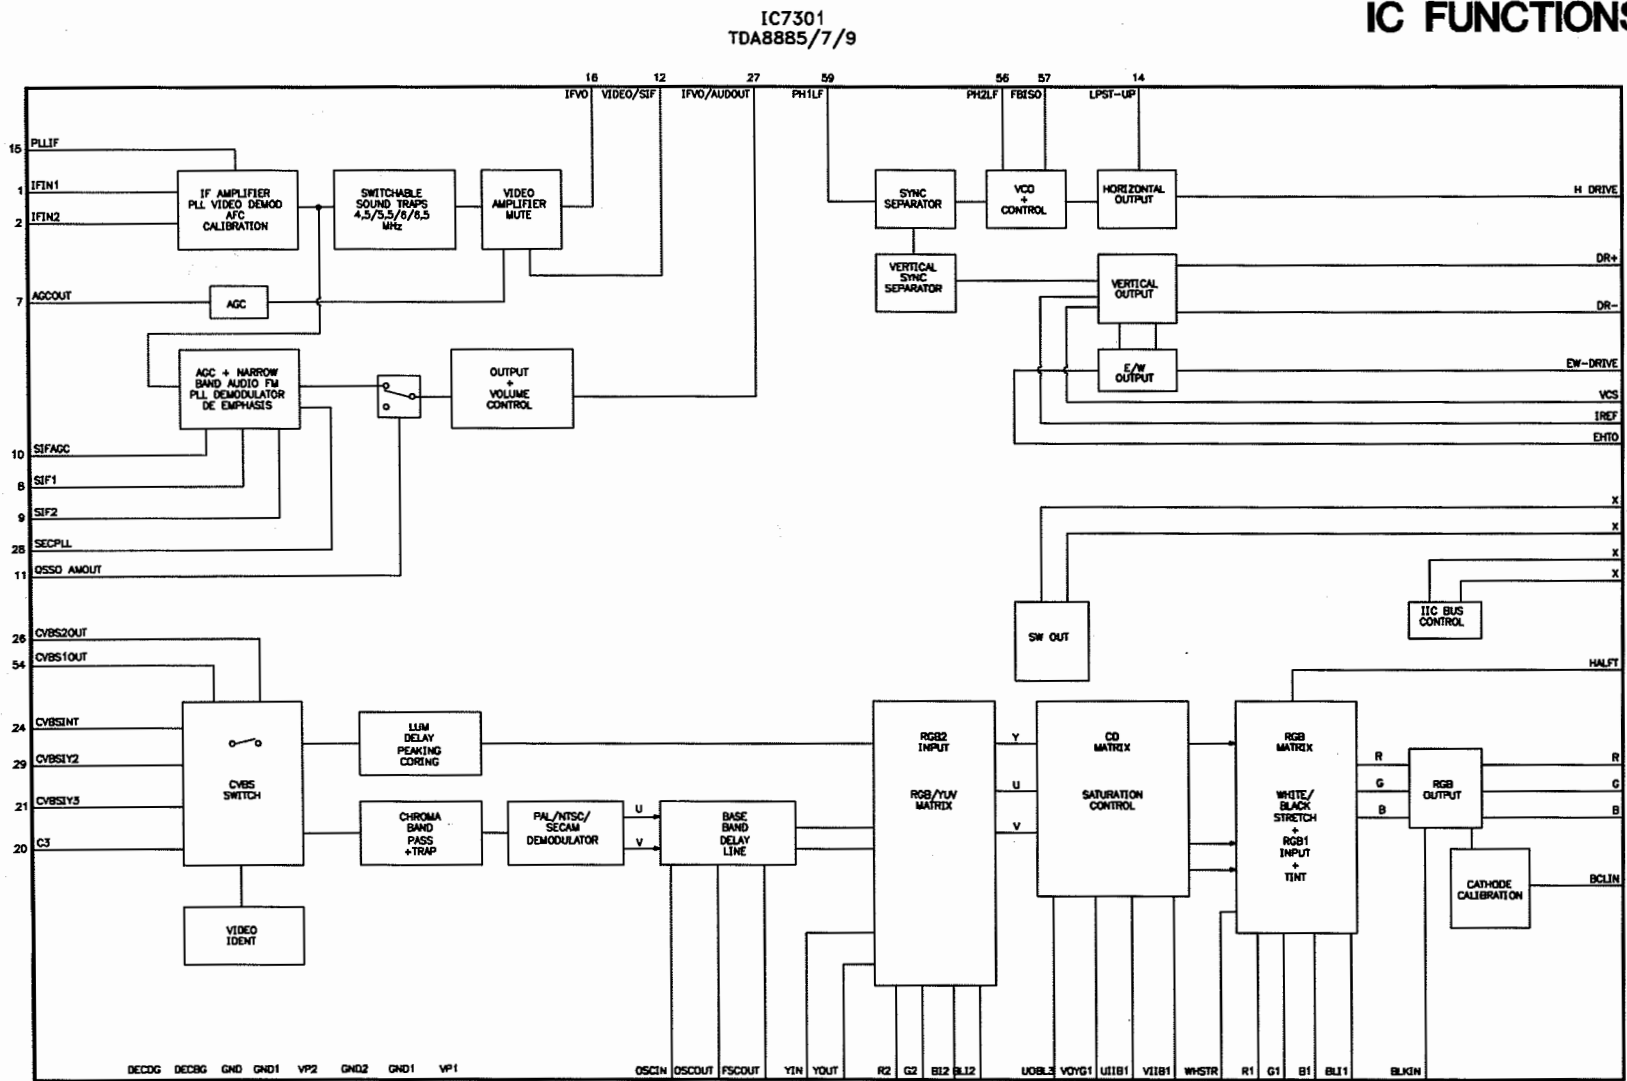 IC FUNCTIONS
IC7301
TDA8885/7/9
16 12 27 59 56 57 14
IFVO VIDEO/SIF IFVO/AUDOUT PH1LF PH2LF FBISO LPST-UP
15 PLLIF
1 IFIN1
2 IFIN2
IF AMPLIFIER
PLL VIDEO DEMOD
AFC
CALIBRATION
SWITCHABLE
SOUND TRAPS
4,5/5,5/6/6,5
MHz
VIDEO
AMPLIFIER
MUTE
SYNC
SEPARATOR
VCO
+
CONTROL
HORIZONTAL
OUTPUT
H DRIVE
7 AGCOUT
AGC
VERTICAL
SYNC
SEPARATOR
VERTICAL
OUTPUT
DR+
DR-
AGC + NARROW
BAND AUDIO FM
PLL DEMODULATOR
DE EMPHASIS
OUTPUT
+
VOLUME
CONTROL
E/W
OUTPUT
EW-DRIVE
VCS
IREF
EHTO
10 SIFAGC
8 SIF1
9 SIF2
28 SECPLL
11 QSSO AMOUT
X
X
X
X
SW OUT
IIC BUS
CONTROL
26 CVBS2OUT
54 CVBS1OUT
HALFT
24 CVBSINT
29 CVBSIY2
21 CVBSIY3
20 C3
CVBS
SWITCH
LUM
DELAY
PEAKING
CORING
CHROMA
BAND
PASS
+TRAP
PAL/NTSC/
SECAM
DEMODULATOR
U
V
BASE
BAND
DELAY
LINE
RGB2
INPUT
RGB/YUV
MATRIX
Y
U
V
CD
MATRIX
SATURATION
CONTROL
RGB
MATRIX
WHITE/
BLACK
STRETCH
+
RGB1
INPUT
+
TINT
R
G
B
RGB
OUTPUT
R
G
B
CATHODE
CALIBRATION
BCLIN
VIDEO
IDENT
DECDG DECBG GND GND1 VP2 GND2 GND1 VP1 OSCIN OSCOUT FSCOUT YIN YOUT R2 G2 BI2 BLI2 UOBL3 VOYG1 UIIB1 VIIB1 WHSTR R1 G1 B1 BLI1 BLKIN